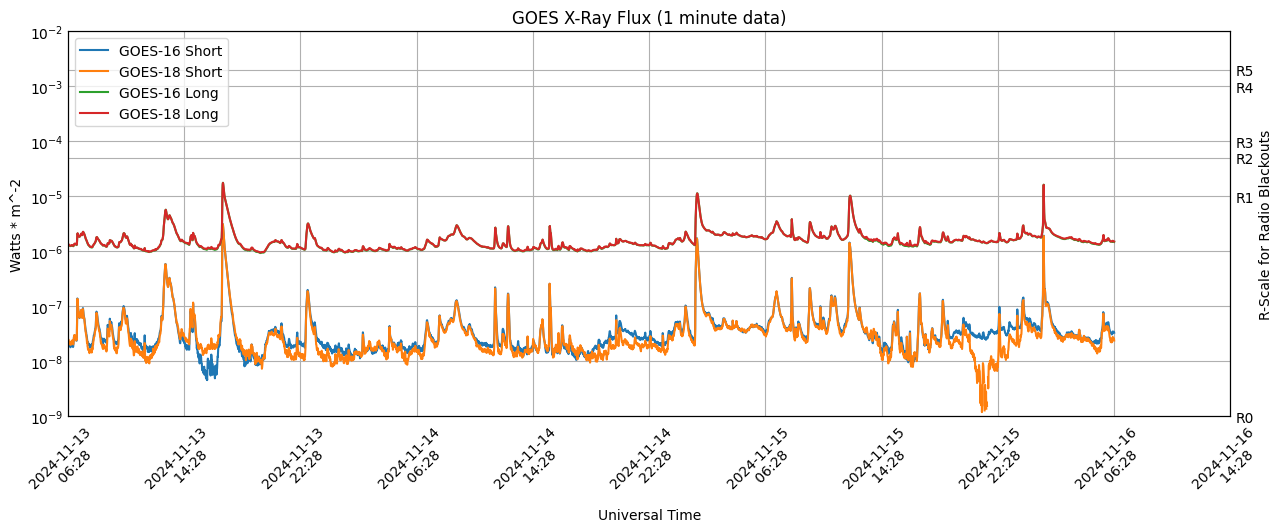 GOES X-Ray Flux (1 minute data)
GOES-16 Short
GOES-18 Short
GOES-16 Long
GOES-18 Long
10^-2
10^-3
10^-4
10^-5
10^-6
10^-7
10^-8
10^-9
Watts * m^-2
R5
R4
R3
R2
R1
R0
R-Scale for Radio Blackouts
2024-11-13
06:28
2024-11-13
14:28
2024-11-13
22:28
2024-11-14
06:28
2024-11-14
14:28
2024-11-14
22:28
2024-11-15
06:28
2024-11-15
14:28
2024-11-15
22:28
2024-11-16
06:28
2024-11-16
14:28
Universal Time